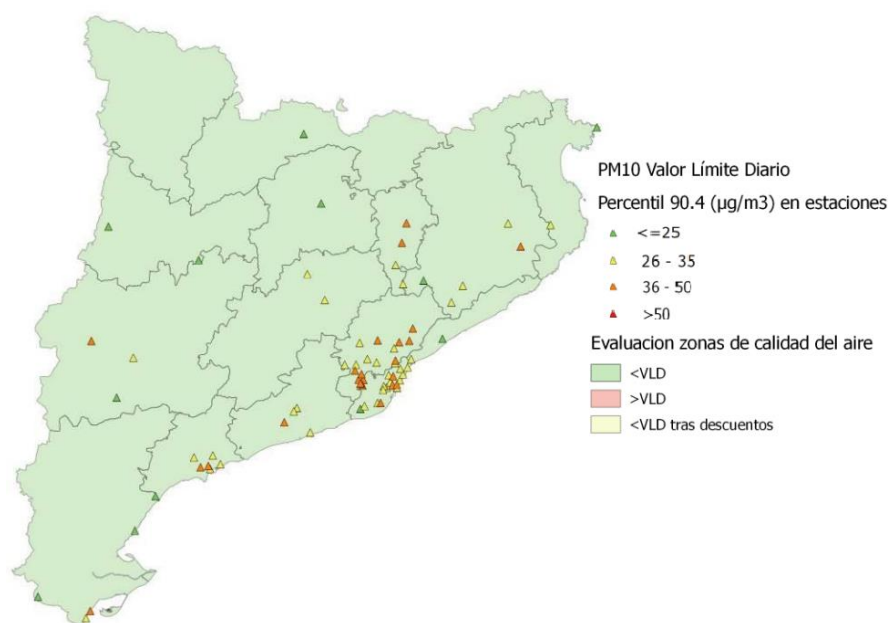 PM10 Valor Límite Diario
Percentil 90.4 (µg/m3) en estaciones
<=25
26 - 35
36 - 50
>50
Evaluacion zonas de calidad del aire
<VLD
>VLD
<VLD tras descuentos